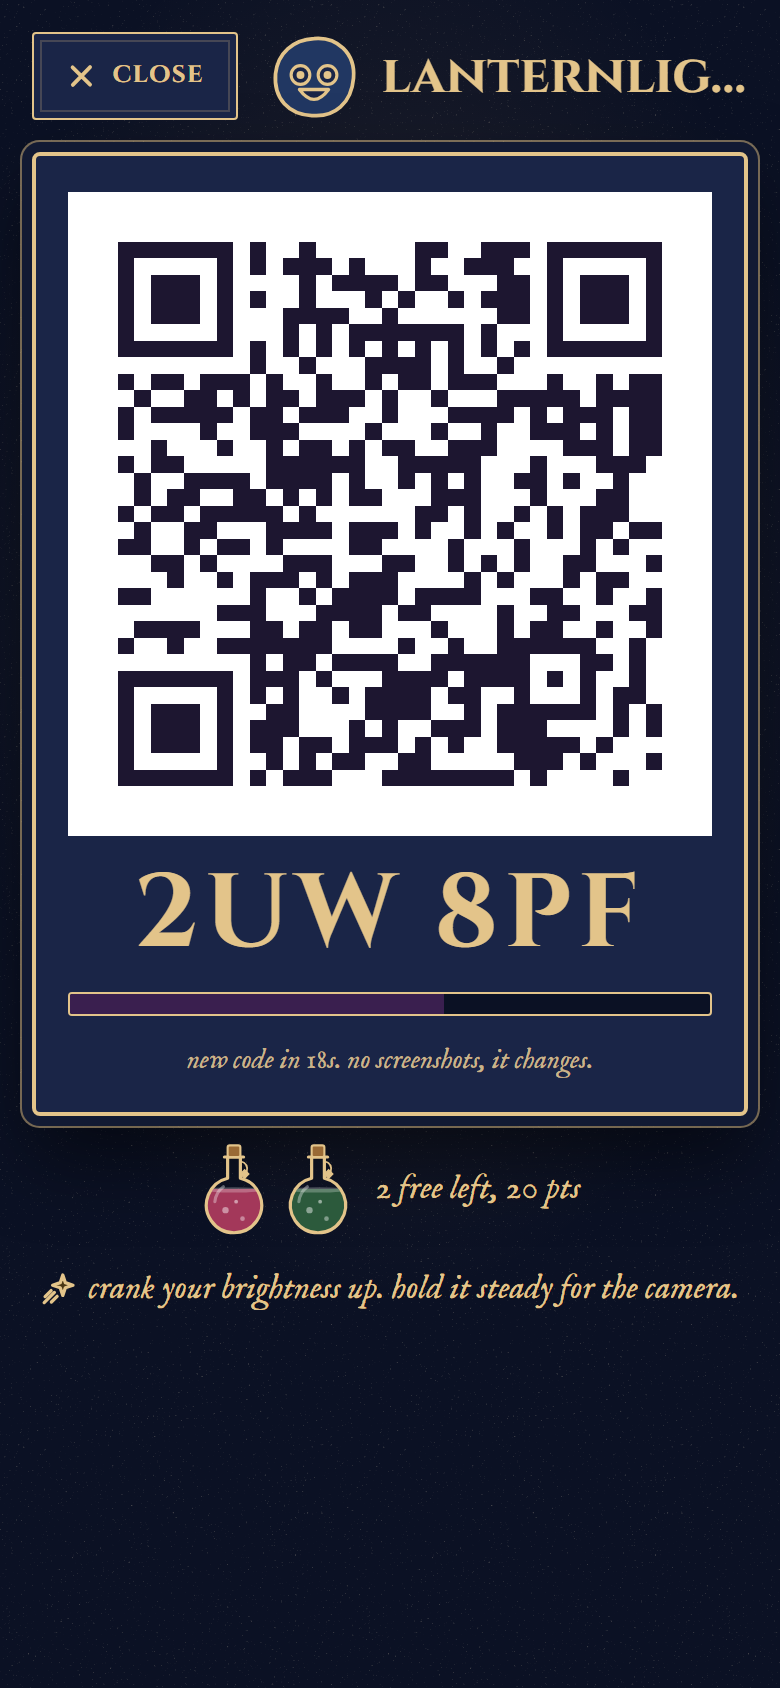 CLOSE
LANTERNLIG...
2UW 8PF
new code in 18s. no screenshots, it changes.
2 free left, 20 pts
crank your brightness up. hold it steady for the camera.